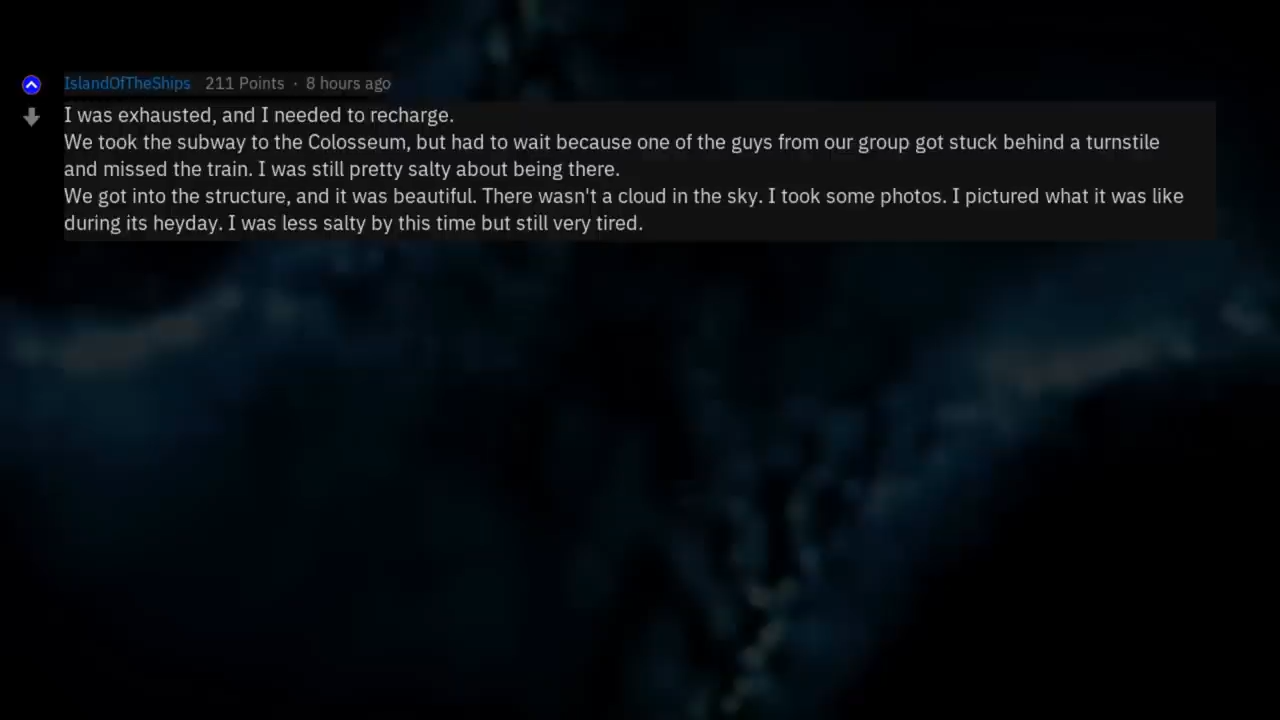 IslandOfTheShips 211 Points · 8 hours ago
I was exhausted, and I needed to recharge.
We took the subway to the Colosseum, but had to wait because one of the guys from our group got stuck behind a turnstile
and missed the train. I was still pretty salty about being there.
We got into the structure, and it was beautiful. There wasn't a cloud in the sky. I took some photos. I pictured what it was like
during its heyday. I was less salty by this time but still very tired.